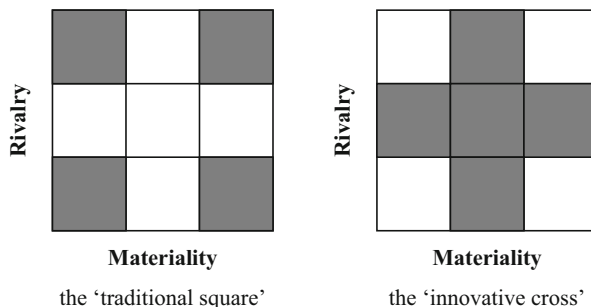 Rivalry
Materiality
the ‘traditional square’
Rivalry
Materiality
the ‘innovative cross’